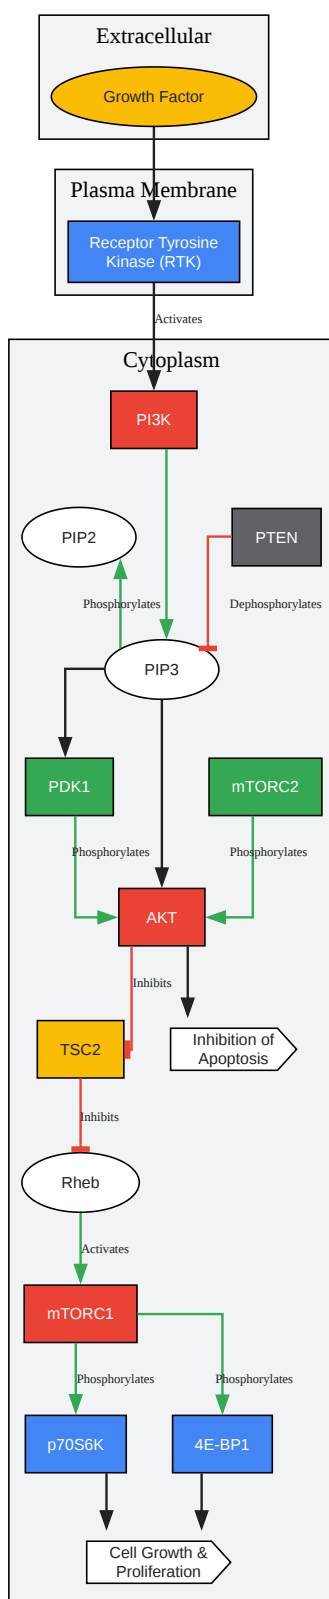 Extracellular
Growth Factor
Plasma Membrane
Receptor Tyrosine
Kinase (RTK)
Activates
Cytoplasm
PI3K
PIP2
PTEN
Phosphorylates
Dephosphorylates
PIP3
PDK1
mTORC2
Phosphorylates
Phosphorylates
AKT
Inhibits
Inhibition of
Apoptosis
TSC2
Inhibits
Rheb
Activates
mTORC1
Phosphorylates
Phosphorylates
p70S6K
4E-BP1
Cell Growth &
Proliferation